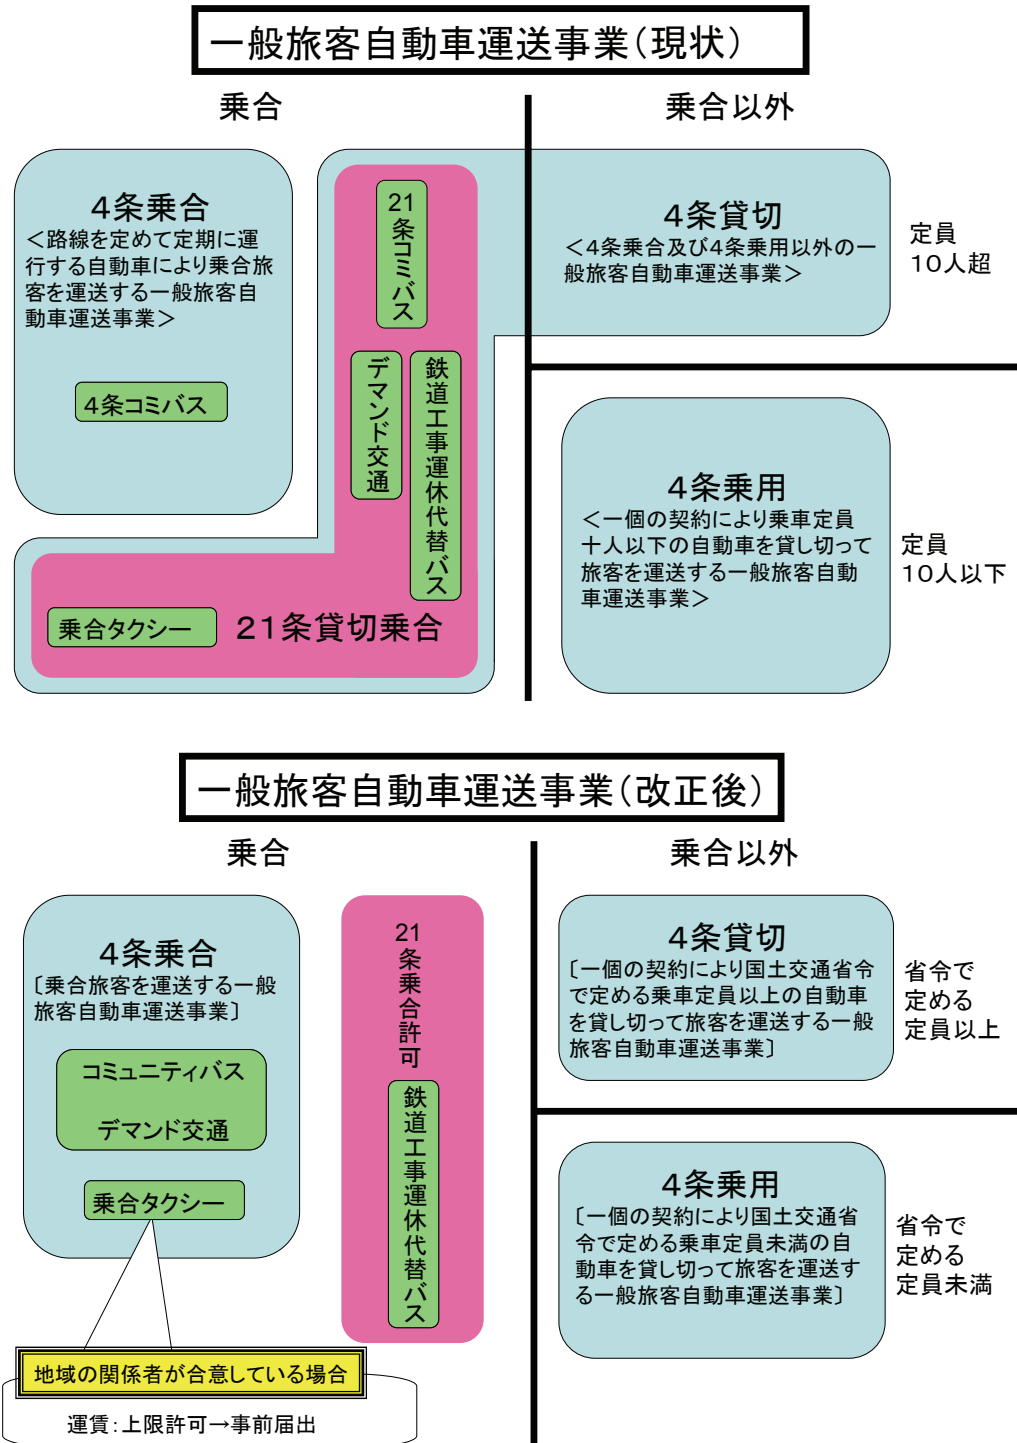 一般旅客自動車運送事業(現状)
乗合
乗合以外
4条乗合
<路線を定めて定期に運
行する自動車により乗合旅
客を運送する一般旅客自
動車運送事業>
4条コミバス
21
条コミバス
デマンド交通
鉄道工事運休代替バス
乗合タクシー
21条貸切乗合
4条貸切
<4条乗合及び4条乗用以外の一
般旅客自動車運送事業>
定員
10人超
4条乗用
<一個の契約により乗車定員
十人以下の自動車を貸し切って
旅客を運送する一般旅客自動
車運送事業>
定員
10人以下
一般旅客自動車運送事業(改正後)
乗合
乗合以外
4条乗合
〔乗合旅客を運送する一般
旅客自動車運送事業〕
コミュニティバス
デマンド交通
乗合タクシー
21
条乗合許可
鉄道工事運休代替バス
4条貸切
〔一個の契約により国土交通省令
で定める乗車定員以上の自動車
を貸し切って旅客を運送する一般
旅客自動車運送事業〕
省令で
定める
定員以上
4条乗用
〔一個の契約により国土交通省
令で定める乗車定員未満の自
動車を貸し切って旅客を運送す
る一般旅客自動車運送事業〕
省令で
定める
定員未満
地域の関係者が合意している場合
運賃:上限許可→事前届出